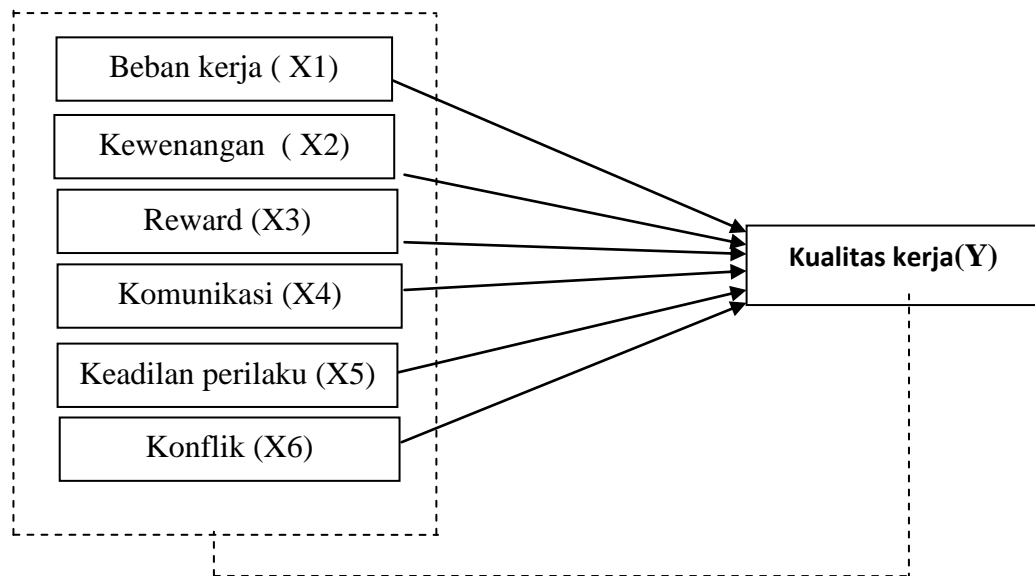 Beban kerja ( X1)
Kewenangan ( X2)
Reward (X3)
Komunikasi (X4)
Keadilan perilaku (X5)
Konflik (X6)
Kualitas kerja(Y)